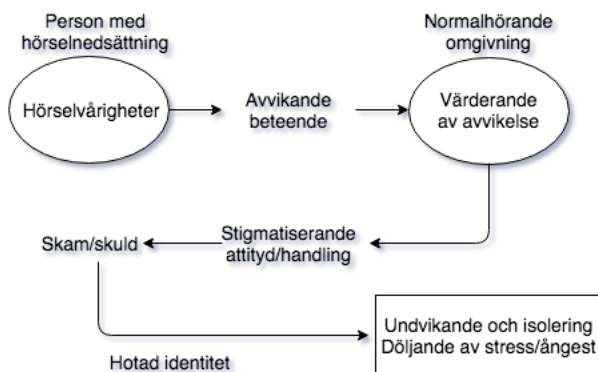 Person med
hörselnedsättning
Normalhörande
omgivning
Hörselvårigheter
Avvikande
beteende
Värderande
av avvikelse
Skam/skuld
Stigmatiserande
attityd/handling
Hotad identitet
Undvikande och isolering
Döljande av stress/ångest